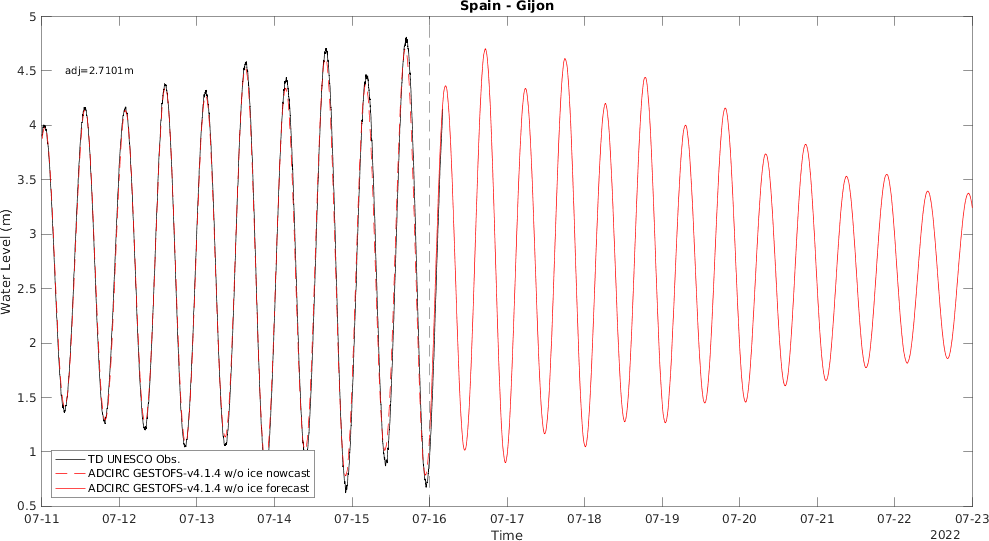 Spain - Gijon
5
4.5
4
3.5
3
2.5
2
1.5
1
0.5
Water Level (m)
adj=2.7101m
TD UNESCO Obs.
ADCIRC GESTOFS-v4.1.4 w/o ice nowcast
ADCIRC GESTOFS-v4.1.4 w/o ice forecast
07-11 07-12 07-13 07-14 07-15 07-16 07-17 07-18 07-19 07-20 07-21 07-22 07-23
Time
2022